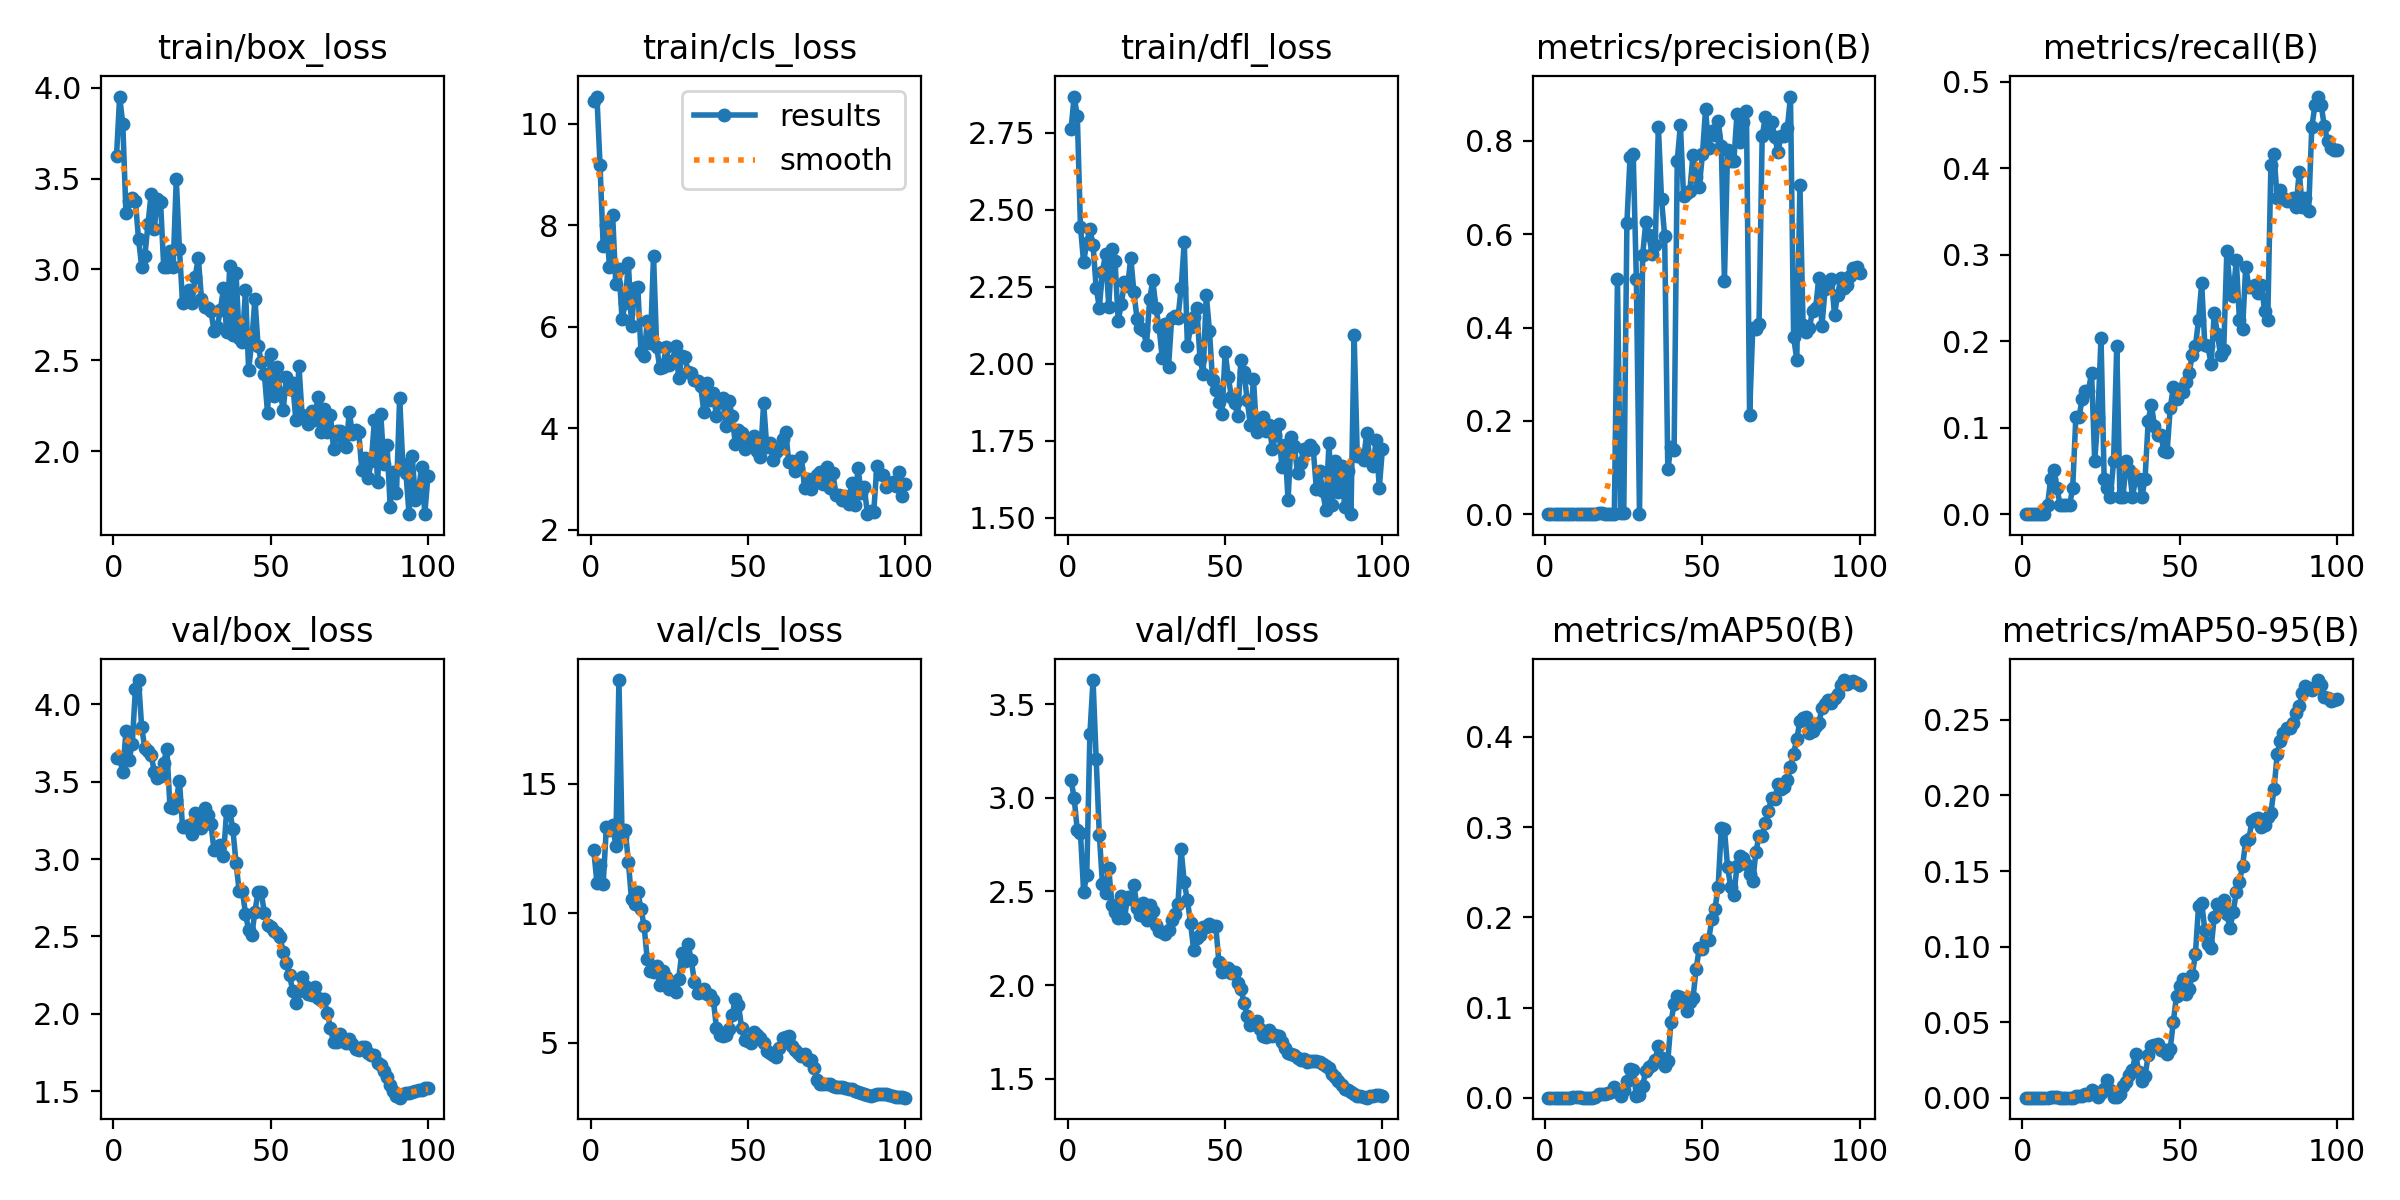 train/box_loss
4.0
3.5
3.0
2.5
2.0
0 50 100
train/cls_loss
results
smooth
10
8
6
4
2
0 50 100
train/dfl_loss
2.75
2.50
2.25
2.00
1.75
1.50
0 50 100
metrics/precision(B)
0.8
0.6
0.4
0.2
0.0
0 50 100
metrics/recall(B)
0.5
0.4
0.3
0.2
0.1
0.0
0 50 100
val/box_loss
4.0
3.5
3.0
2.5
2.0
1.5
0 50 100
val/cls_loss
15
10
5
0 50 100
val/dfl_loss
3.5
3.0
2.5
2.0
1.5
0 50 100
metrics/mAP50(B)
0.4
0.3
0.2
0.1
0.0
0 50 100
metrics/mAP50-95(B)
0.25
0.20
0.15
0.10
0.05
0.00
0 50 100